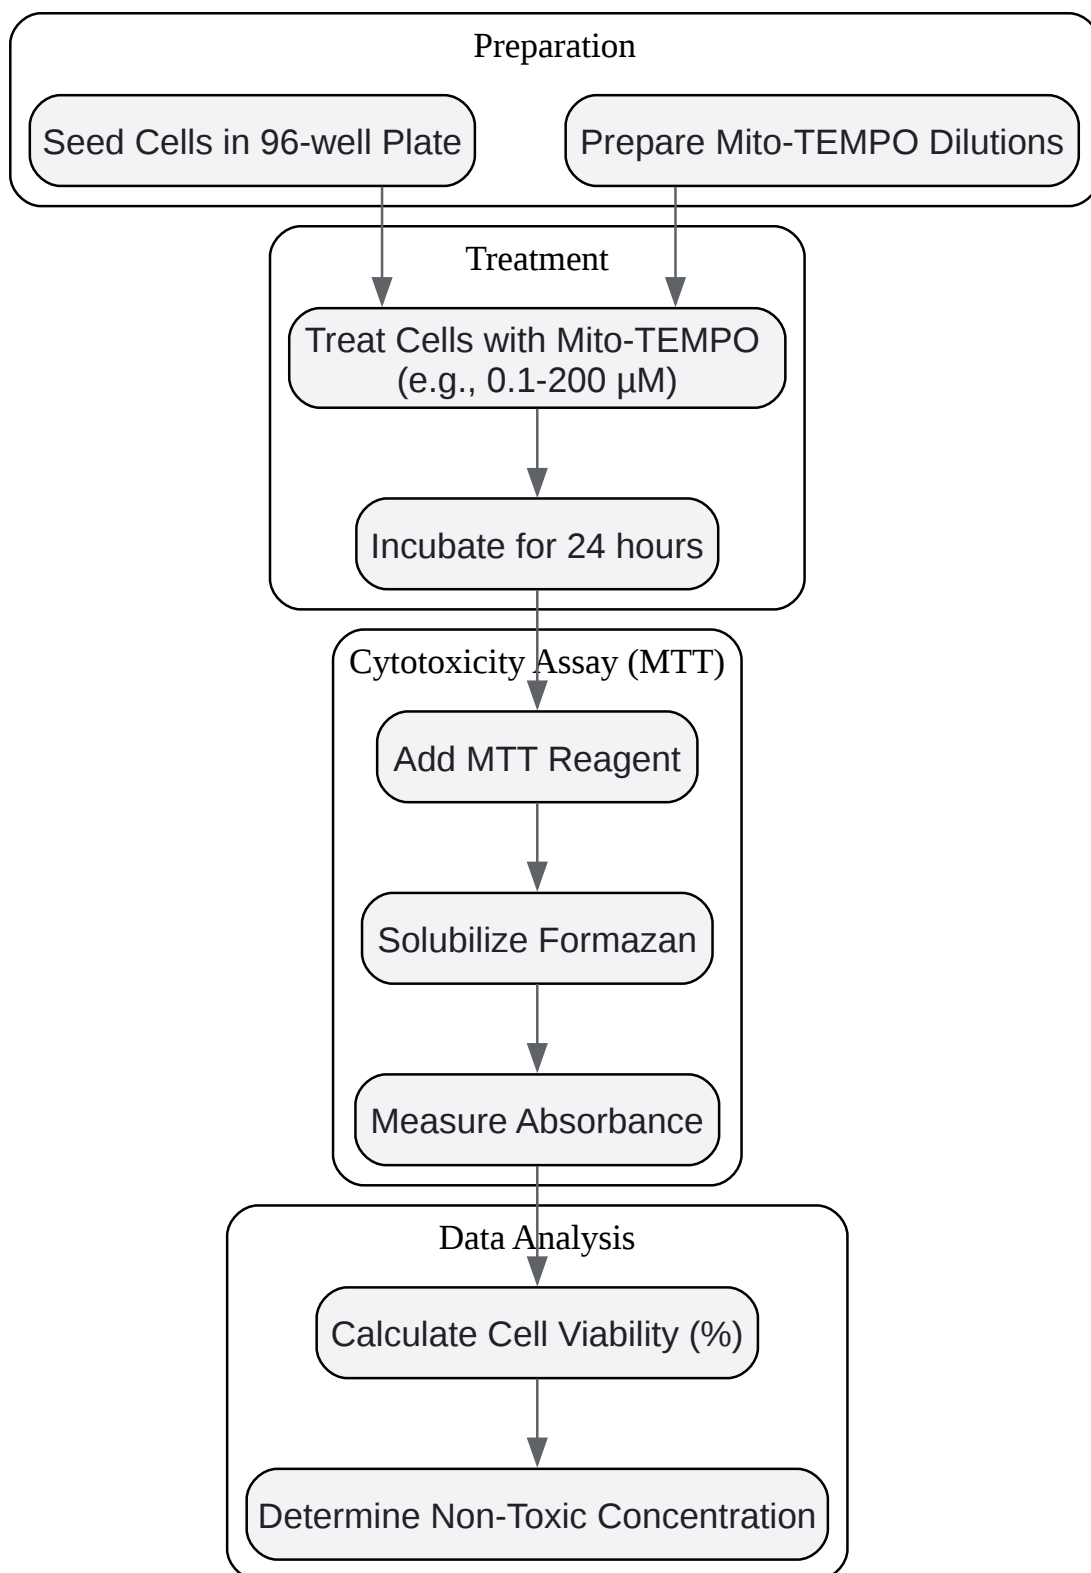 Preparation
Seed Cells in 96-well Plate
Prepare Mito-TEMPO Dilutions
Treatment
Treat Cells with Mito-TEMPO
(e.g., 0.1-200 µM)
Incubate for 24 hours
Cytotoxicity Assay (MTT)
Add MTT Reagent
Solubilize Formazan
Measure Absorbance
Data Analysis
Calculate Cell Viability (%)
Determine Non-Toxic Concentration